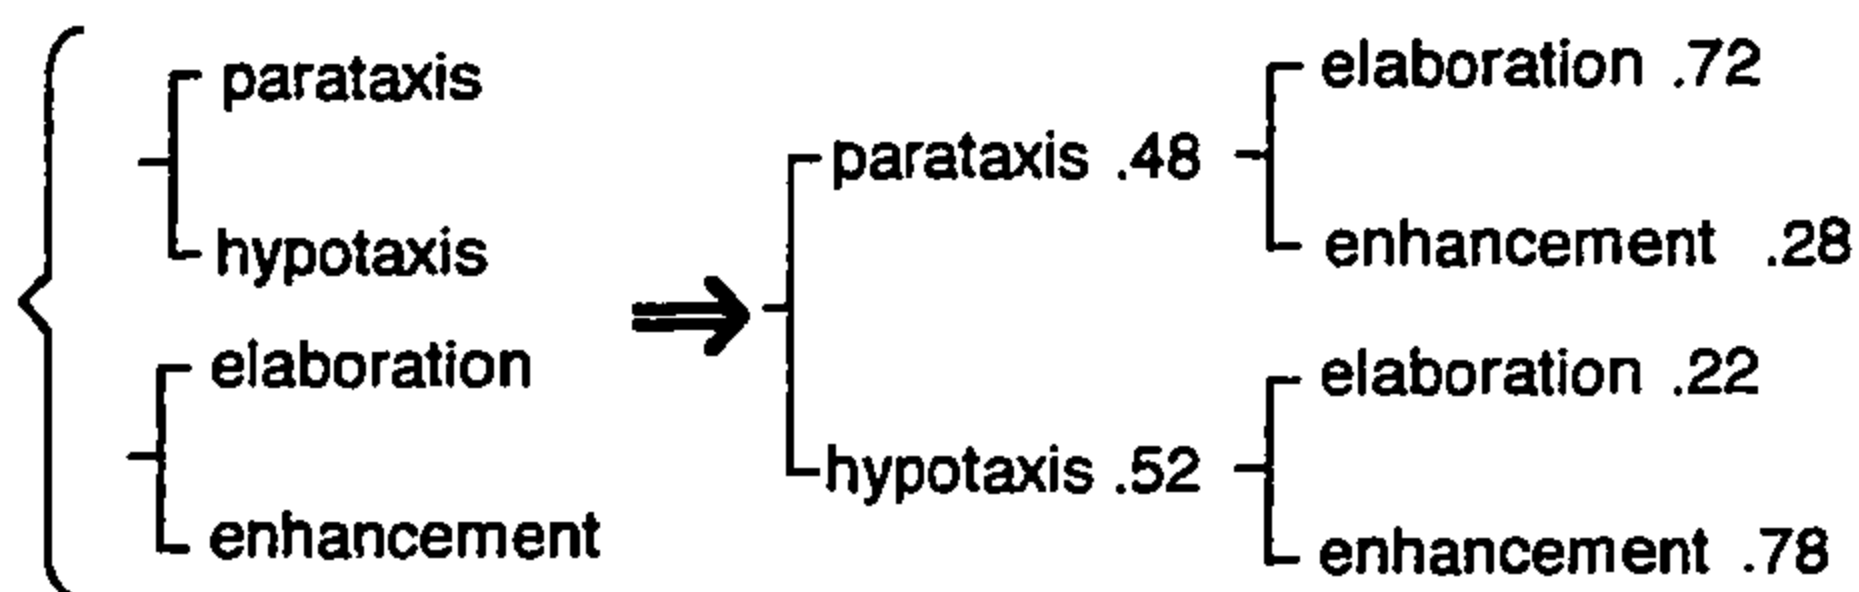 parataxis
hypotaxis
elaboration
enhancement
parataxis .48
hypotaxis .52
elaboration .72
enhancement .28
elaboration .22
enhancement .78